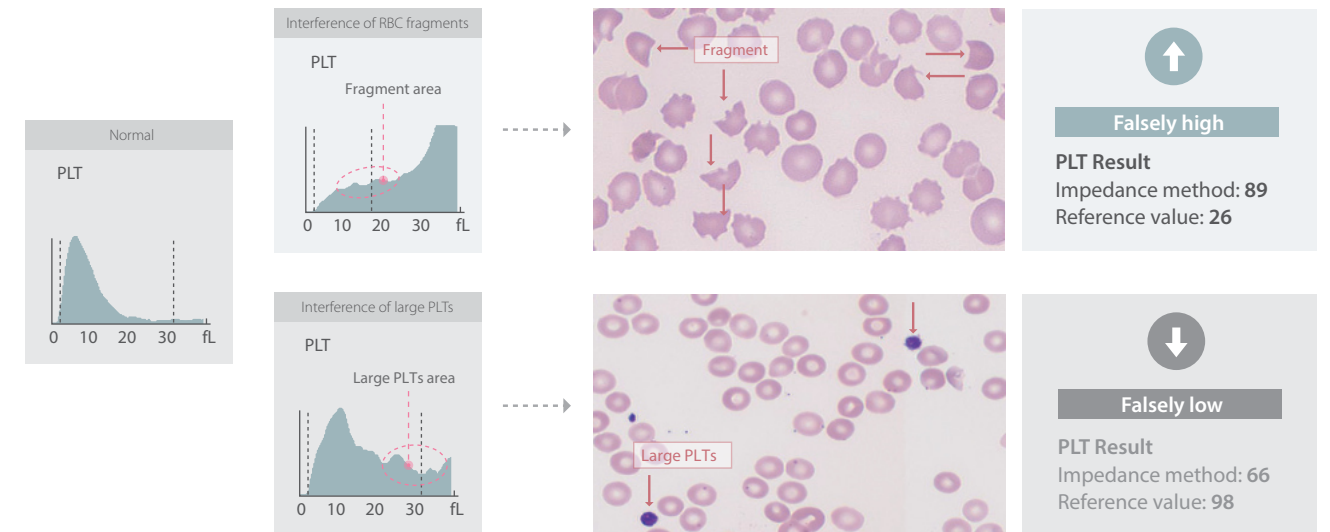 Normal
PLT
0 10 20 30 fL
Interference of RBC fragments
PLT
Fragment area
0 10 20 30 fL
Fragment
Falsely high
PLT Result
Impedance method: 89
Reference value: 26
Interference of large PLTs
PLT
Large PLTs area
0 10 20 30 fL
Large PLTs
Falsely low
PLT Result
Impedance method: 66
Reference value: 98